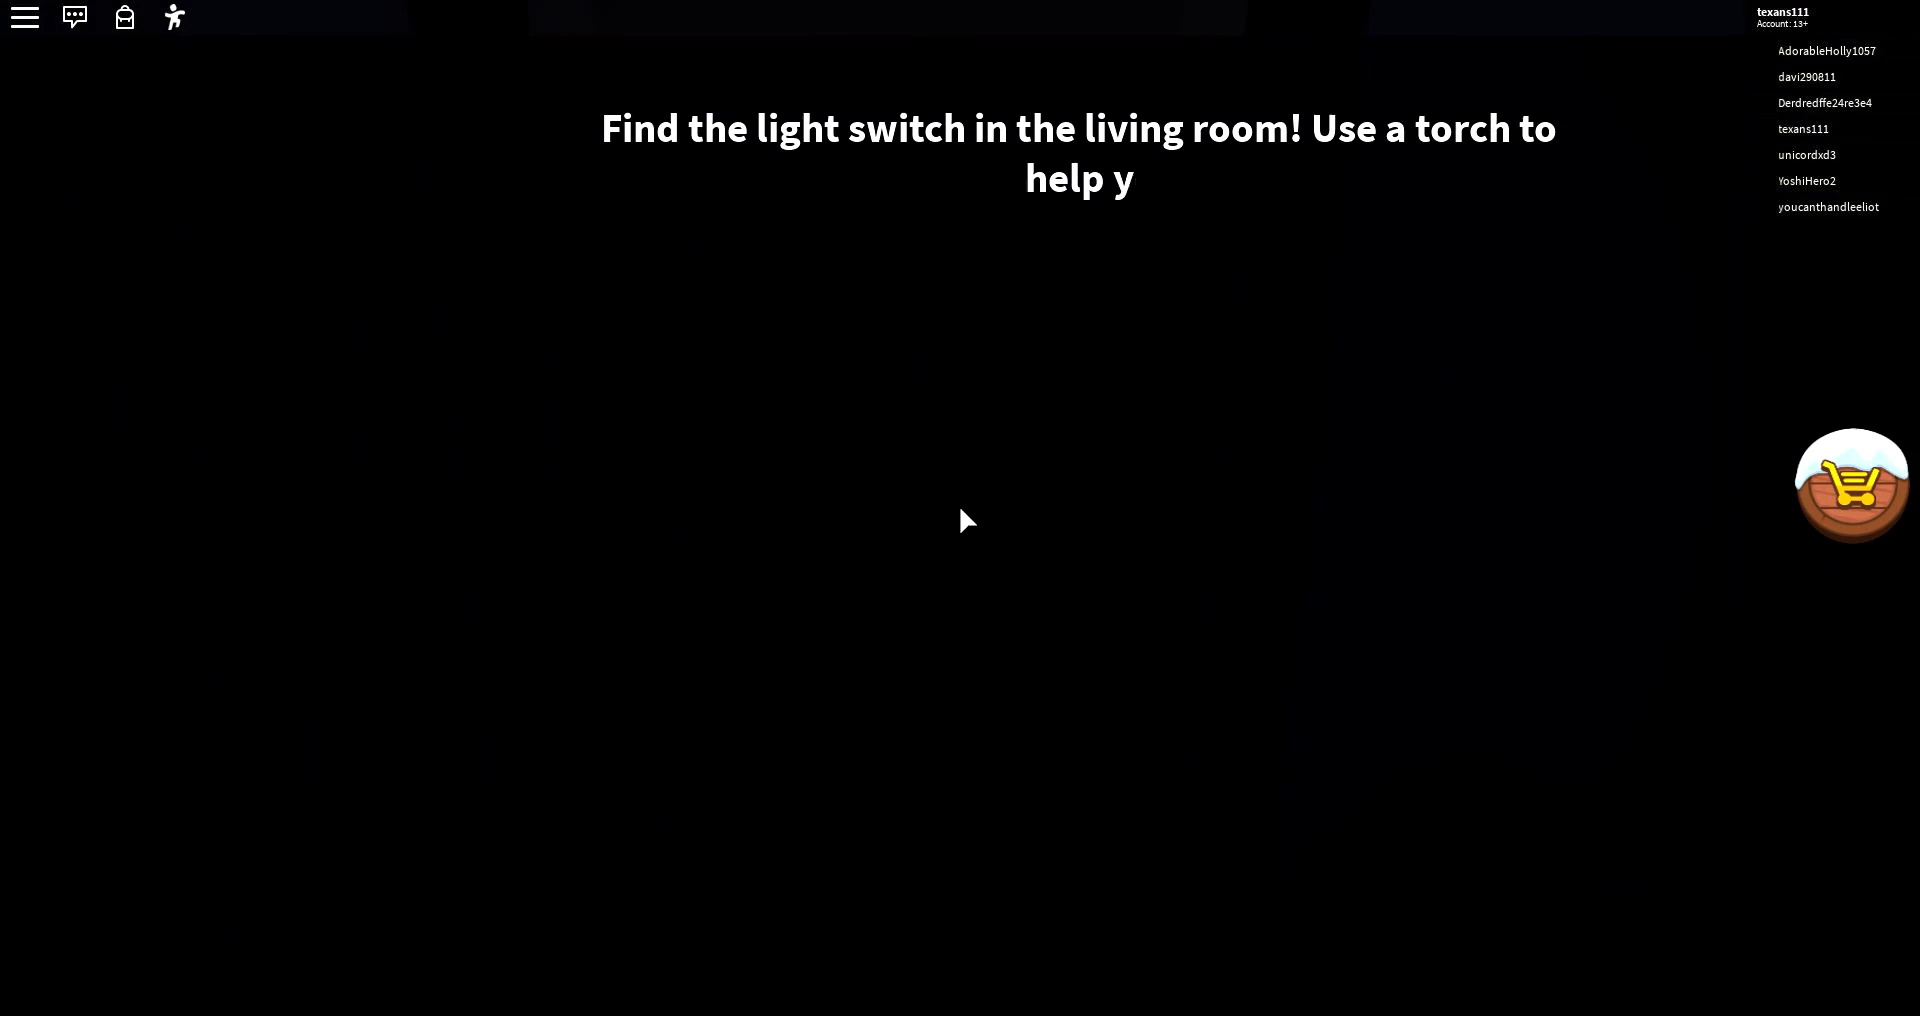 texans111
Account: 13+
AdorableHolly1057
davi290811
Derdredffe24re3e4
texans111
unicordxd3
YoshiHero2
youcanthandleeliot
Find the light switch in the living room! Use a torch to
help y